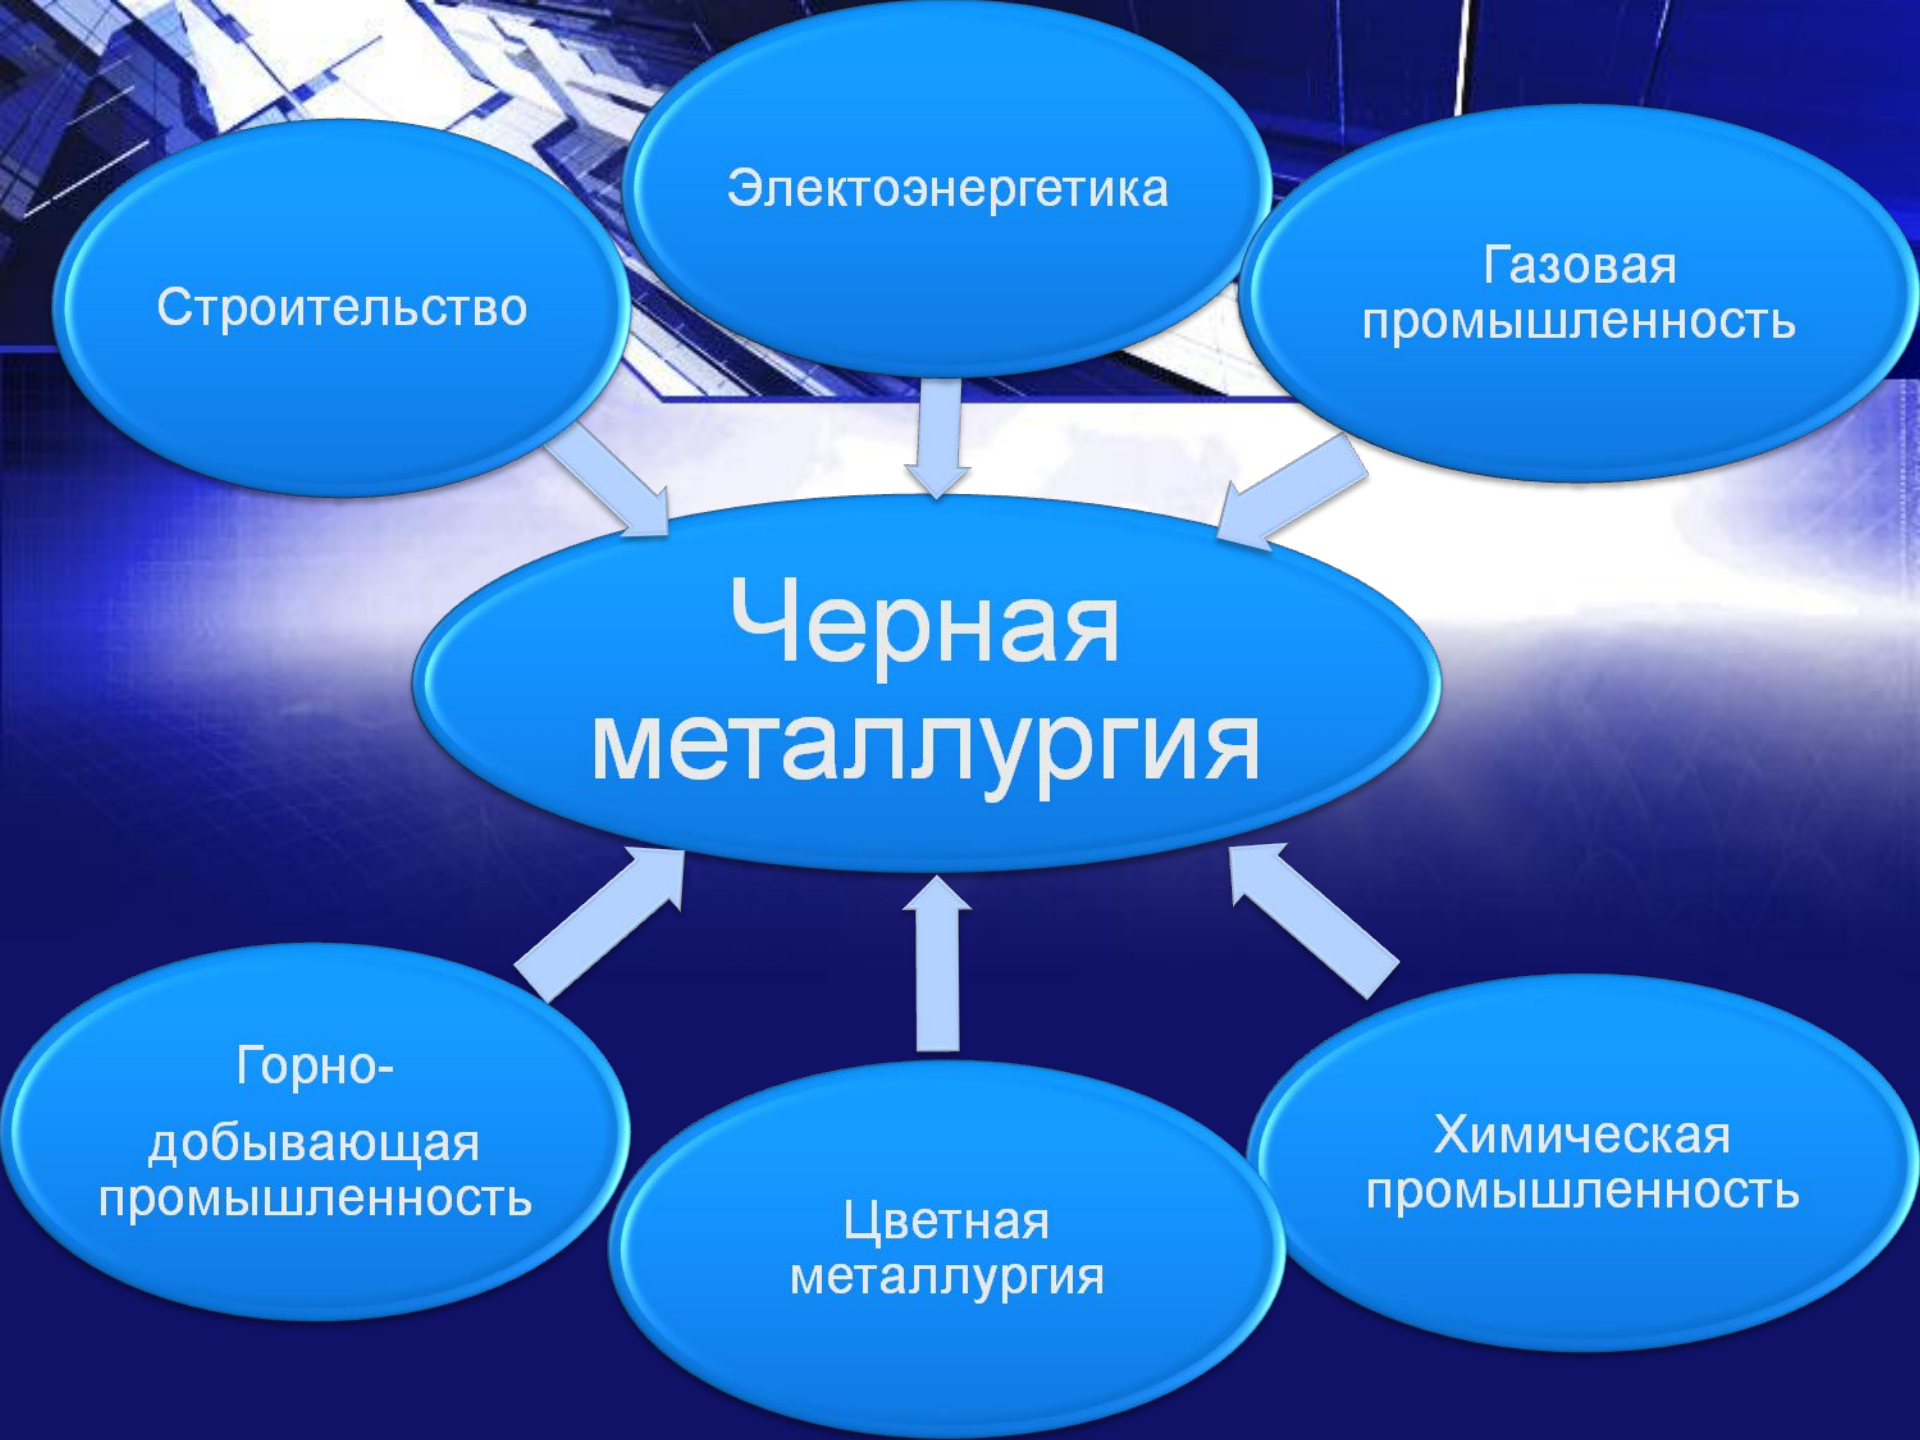 Электоэнергетика
Строительство
Газовая
промышленность
Черная
металлургия
Горно-
добывающая
промышленность
Цветная
металлургия
Химическая
промышленность